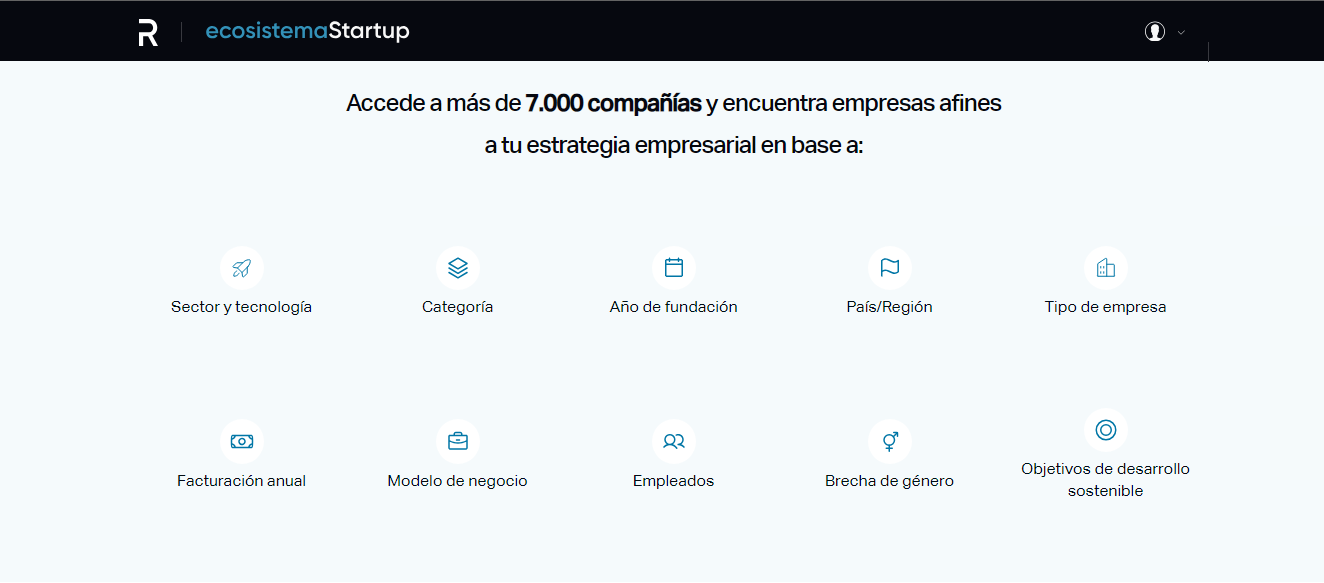 R ecosistemaStartup
Accede a más de 7.000 compañías y encuentra empresas afines
a tu estrategia empresarial en base a:
Sector y tecnología
Categoría
Año de fundación
País/Región
Tipo de empresa
Facturación anual
Modelo de negocio
Empleados
Brecha de género
Objetivos de desarrollo
sostenible